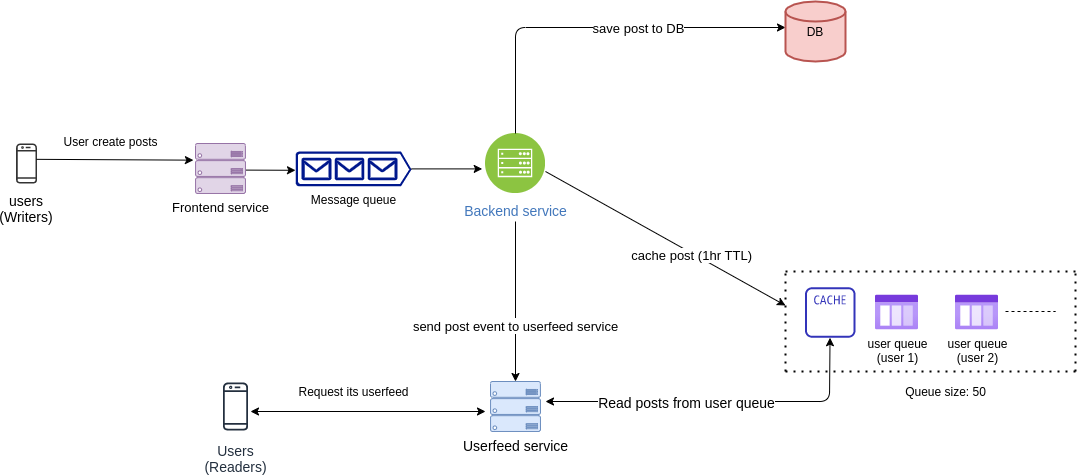 save post to DB
DB
User create posts
users
(Writers)
Frontend service
Message queue
Backend service
cache post (1hr TTL)
CACHE
user queue
(user 1)
user queue
(user 2)
Queue size: 50
send post event to userfeed service
Request its userfeed
Read posts from user queue
Users
(Readers)
Userfeed service